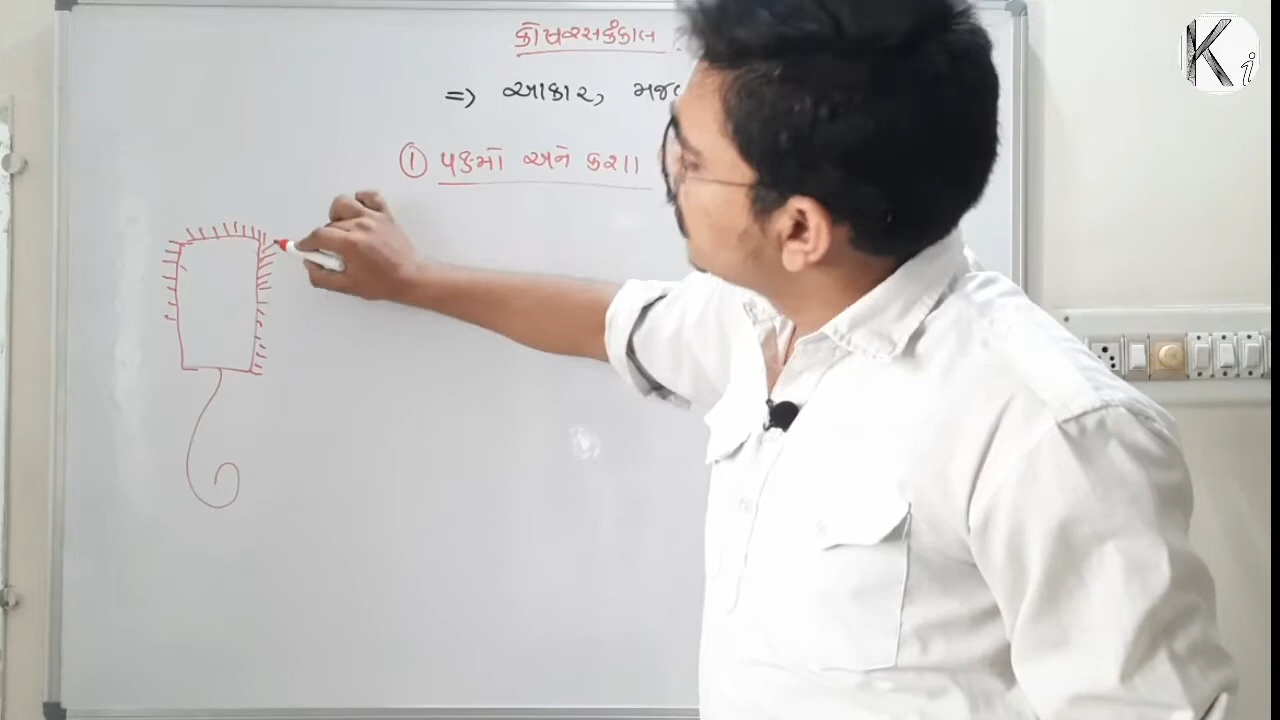 કોષરસકંકાલ
=> આકાર,
① પક્ષ્મો અને કશા
Ki